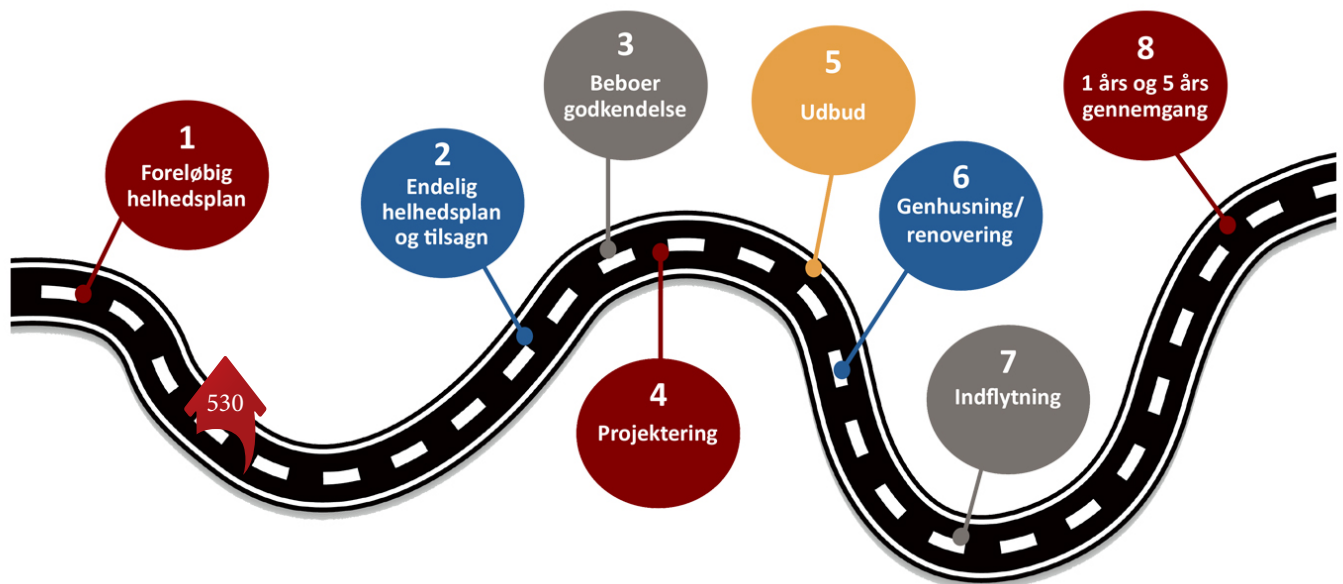 1
Foreløbig
helhedsplan
530
2
Endelig
helhedsplan
og tilsagn
3
Beboer
godkendelse
4
Projektering
5
Udbud
6
Genhusning/
renovering
7
Indflytning
8
1 års og 5 års
gennemgang